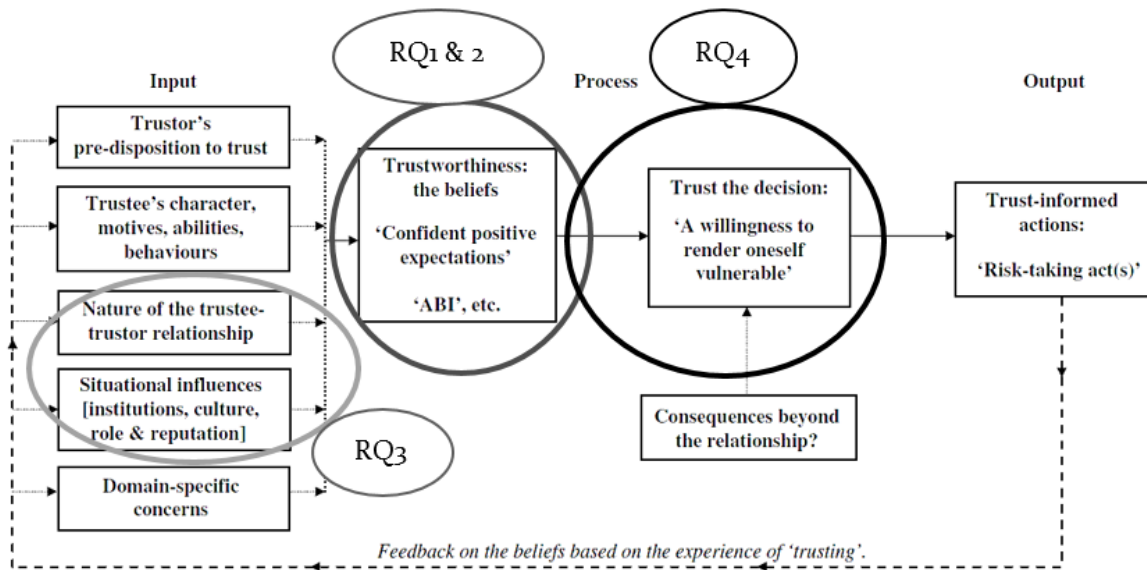 RQ1 & 2
RQ4
Input
Process
Output
Trustor's
pre-disposition to trust
Trustee's character,
motives, abilities,
behaviours
Nature of the trustee-
trustor relationship
Situational influences
[institutions, culture,
role & reputation]
Domain-specific
concerns
RQ3
Trustworthiness:
the beliefs
‘Confident positive
expectations’
‘ABI’, etc.
Trust the decision:
‘A willingness to
render oneself
vulnerable’
Consequences beyond
the relationship?
Trust-informed
actions:
‘Risk-taking act(s)’
Feedback on the beliefs based on the experience of ‘trusting’.